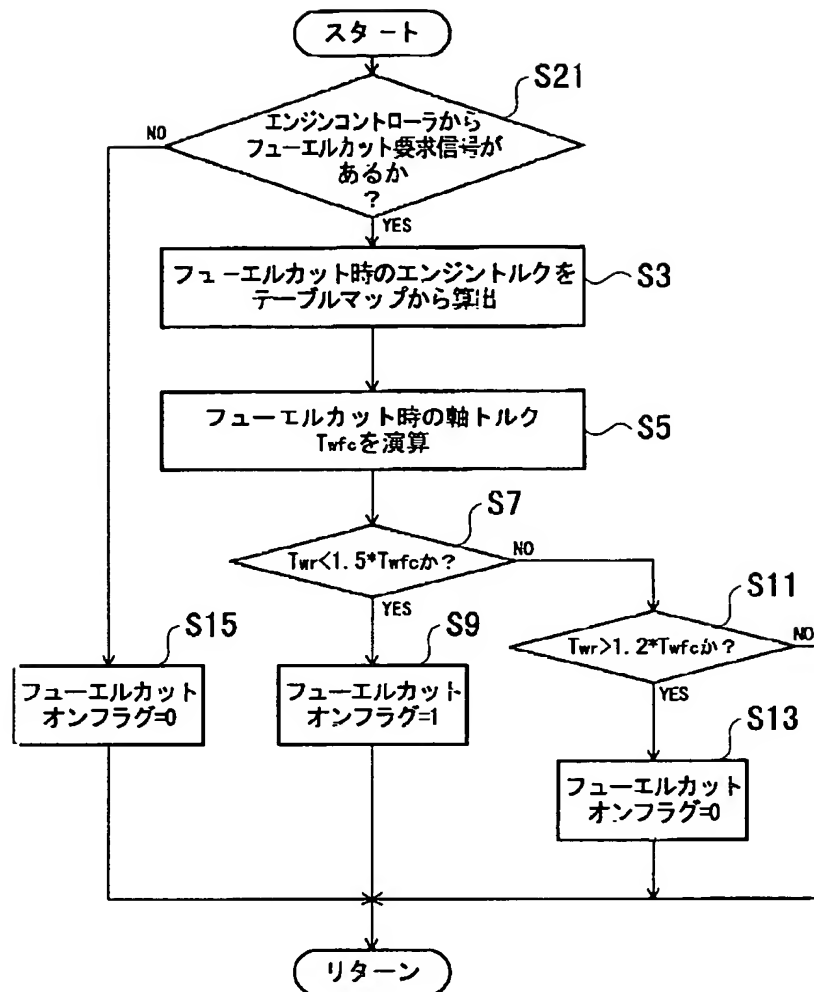 スタート
S21
エンジンコントローラから
フューエルカット要求信号が
あるか
?
NO
YES
フューエルカット時のエンジントルクを
テーブルマップから算出
S3
フューエルカット時の軸トルク
Twfcを演算
S5
S7
Twr<1.5*Twfcか?
NO
YES
S11
Twr>1.2*Twfcか?
NO
YES
S15
フューエルカット
オンフラグ=0
S9
フューエルカット
オンフラグ=1
S13
フューエルカット
オンフラグ=0
リターン